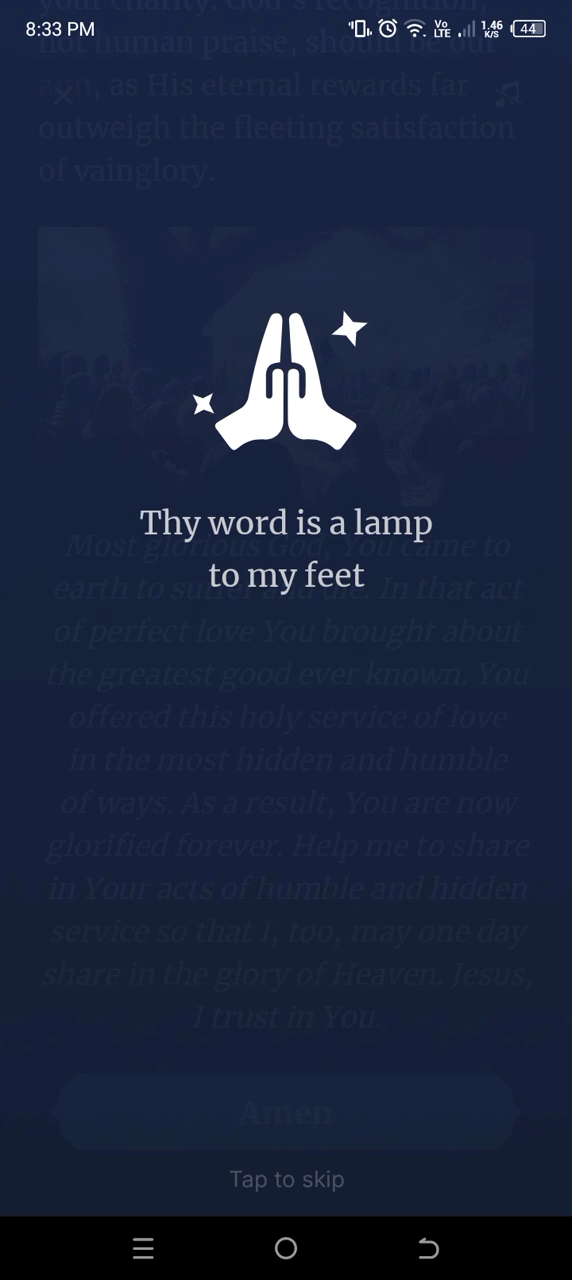 your charity. God's recognition,
not human praise, should be our
8:33 PM
Vo
LTE
1.46
K/S
44
aim, as His eternal rewards far
outweigh the fleeting satisfaction
of vainglory.
Thy word is a lamp
to my feet
Most glorious God, You came to
earth to suffer and die. In that act
of perfect love You brought about
the greatest good ever known. You
offered this holy service of love
in the most hidden and humble
of ways. As a result, You are now
glorified forever. Help me to share
in Your acts of humble and hidden
service so that I, too, may one day
share in the glory of Heaven. Jesus,
I trust in You.
Amen
Tap to skip